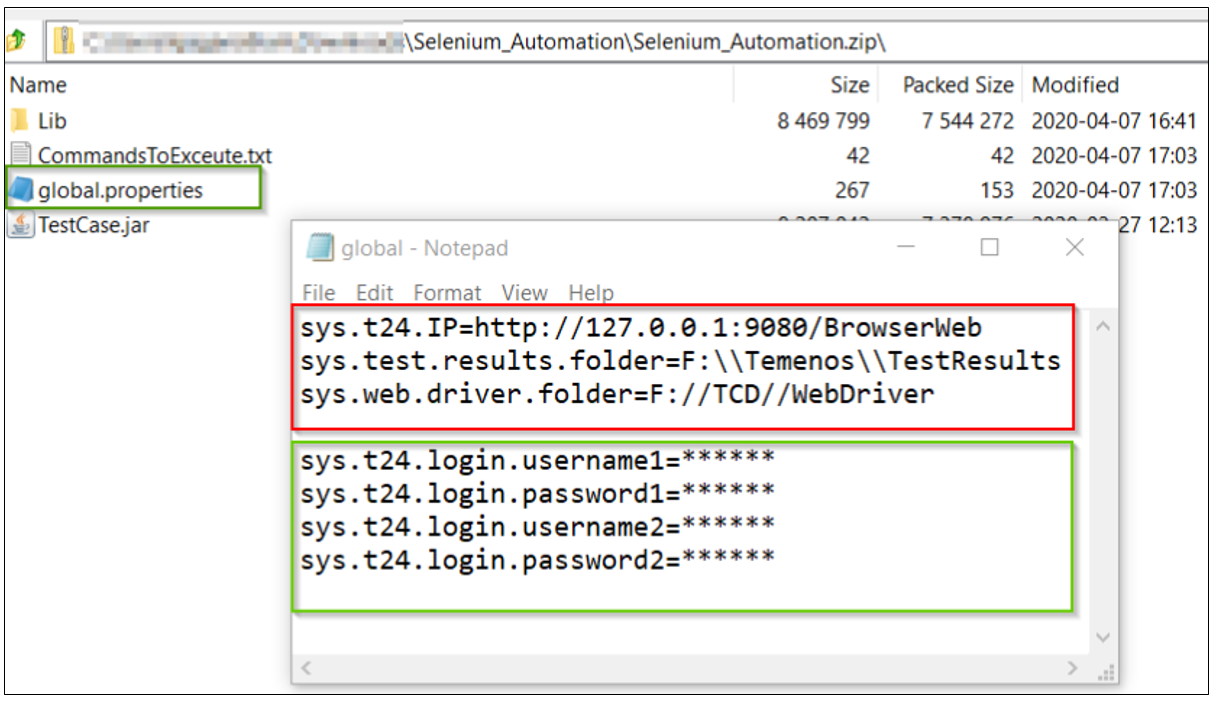 \Selenium_Automation\Selenium_Automation.zip\
Name Size Packed Size Modified
Lib 8 469 799 7 544 272 2020-04-07 16:41
CommandsToExceute.txt 42 42 2020-04-07 17:03
global.properties 267 153 2020-04-07 17:03
TestCase.jar 27 12:13
global - Notepad
File Edit Format View Help
sys.t24.IP=http://127.0.0.1:9080/BrowserWeb
sys.test.results.folder=F:\\Temenos\\TestResults
sys.web.driver.folder=F://TCD//WebDriver
sys.t24.login.username1=******
sys.t24.login.password1=******
sys.t24.login.username2=******
sys.t24.login.password2=******